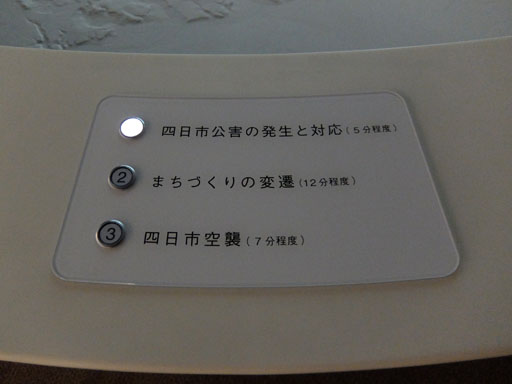 四日市公害の発生と対応(5分程度)
2 まちづくりの変遷(12分程度)
3 四日市空襲(7分程度)